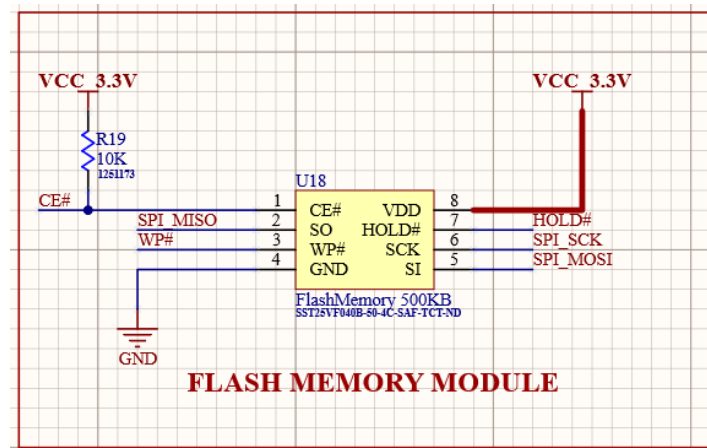 VCC_3.3V
VCC_3.3V
R19
10K
1251173
U18
CE#
1
CE#
VDD
8
SPI_MISO
2
SO
HOLD#
7
HOLD#
WP#
3
WP#
SCK
6
SPI_SCK
4
GND
SI
5
SPI_MOSI
FlashMemory 500KB
SST25VF040B-50-4C-SAF-TCT-ND
GND
FLASH MEMORY MODULE